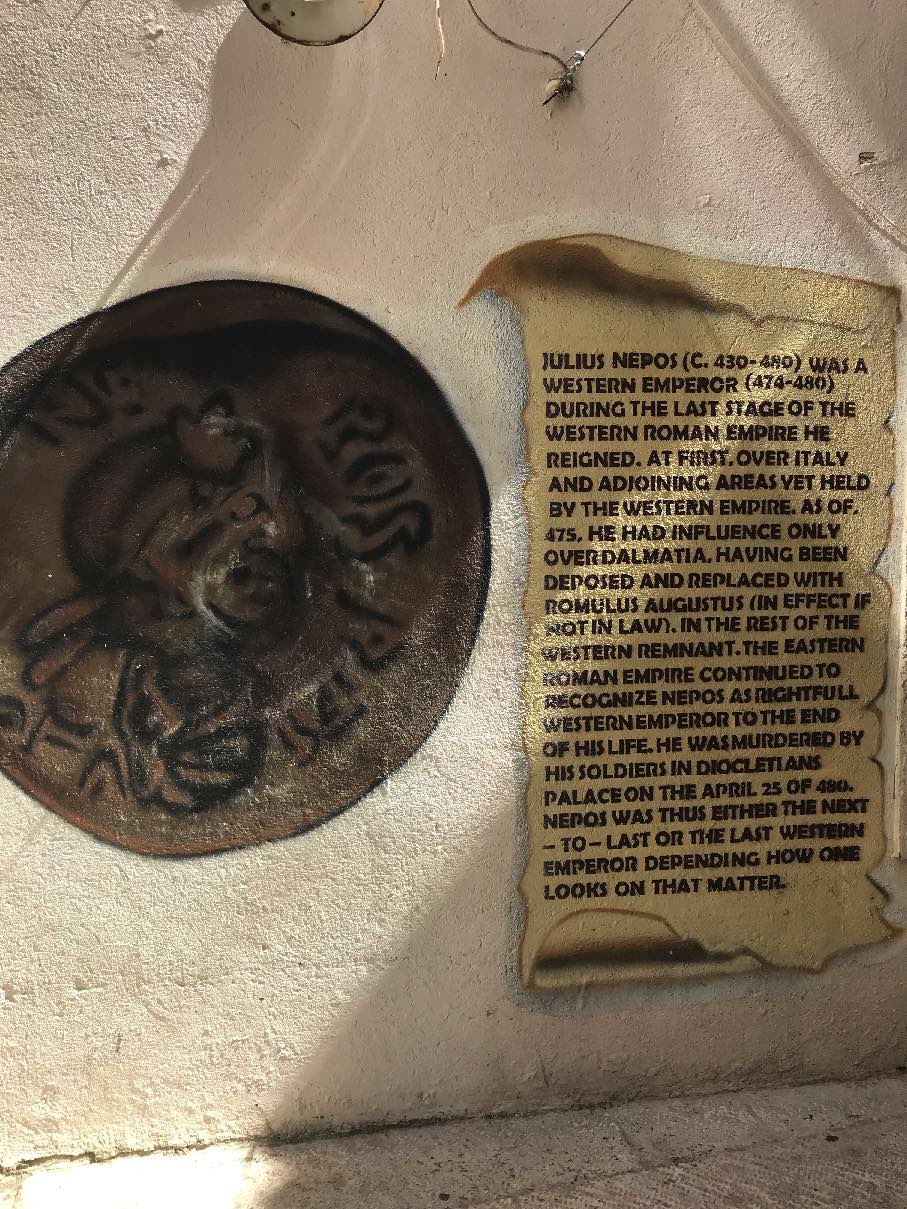 JULIUS NEPOS (C. 430-480) WAS A
WESTERN EMPEROR (474-480)
DURING THE LAST STAGE OF THE
WESTERN ROMAN EMPIRE HE
REIGNED. AT FIRST. OVER ITALY
AND ADJOINING AREAS YET HELD
BY THE WESTERN EMPIRE. AS OF.
475. HE HAD INFLUENCE ONLY
OVER DALMATIA. HAVING BEEN
DEPOSED AND REPLACED WITH
ROMULUS AUGUSTUS (IN EFFECT IF
NOT IN LAW). IN THE REST OF THE
WESTERN REMNANT. THE EASTERN
ROMAN EMPIRE CONTINUED TO
RECOGNIZE NEPOS AS RIGHTFULL
WESTERN EMPEROR TO THE END
OF HIS LIFE. HE WAS MURDERED BY
HIS SOLDIERS IN DIOCLETIANS
PALACE ON THE APRIL 25 OF 480.
NEPOS WAS THUS EITHER THE NEXT
- TO - LAST OR THE LAST WESTERN
EMPEROR DEPENDING HOW ONE
LOOKS ON THAT MATTER.